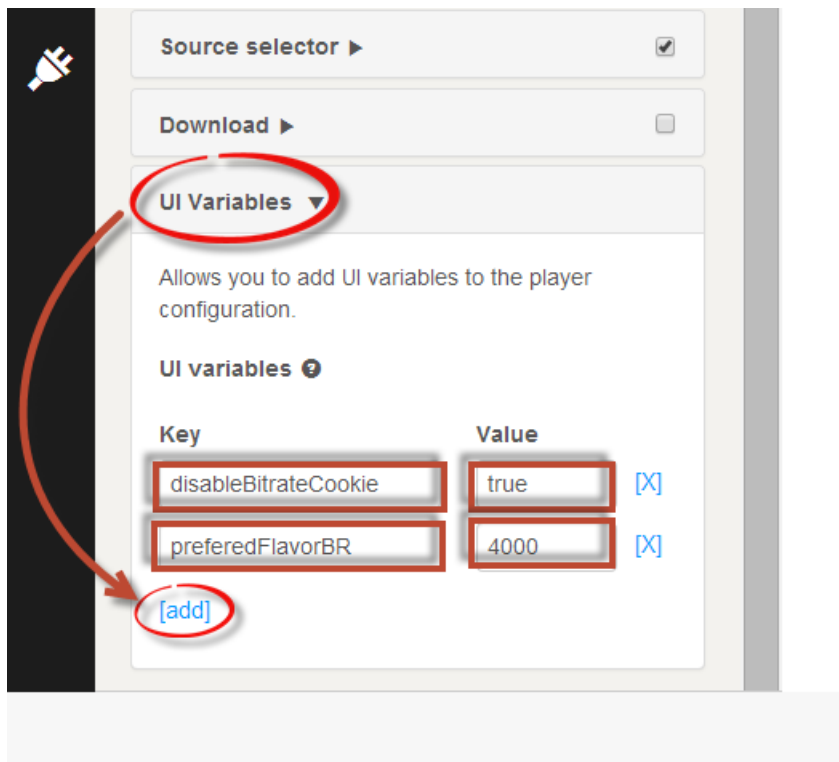 Source selector ▶
Download ▶
UI Variables ▼
Allows you to add UI variables to the player
configuration.
UI variables ?
Key Value
disableBitrateCookie true [X]
preferedFlavorBR 4000 [X]
[add]